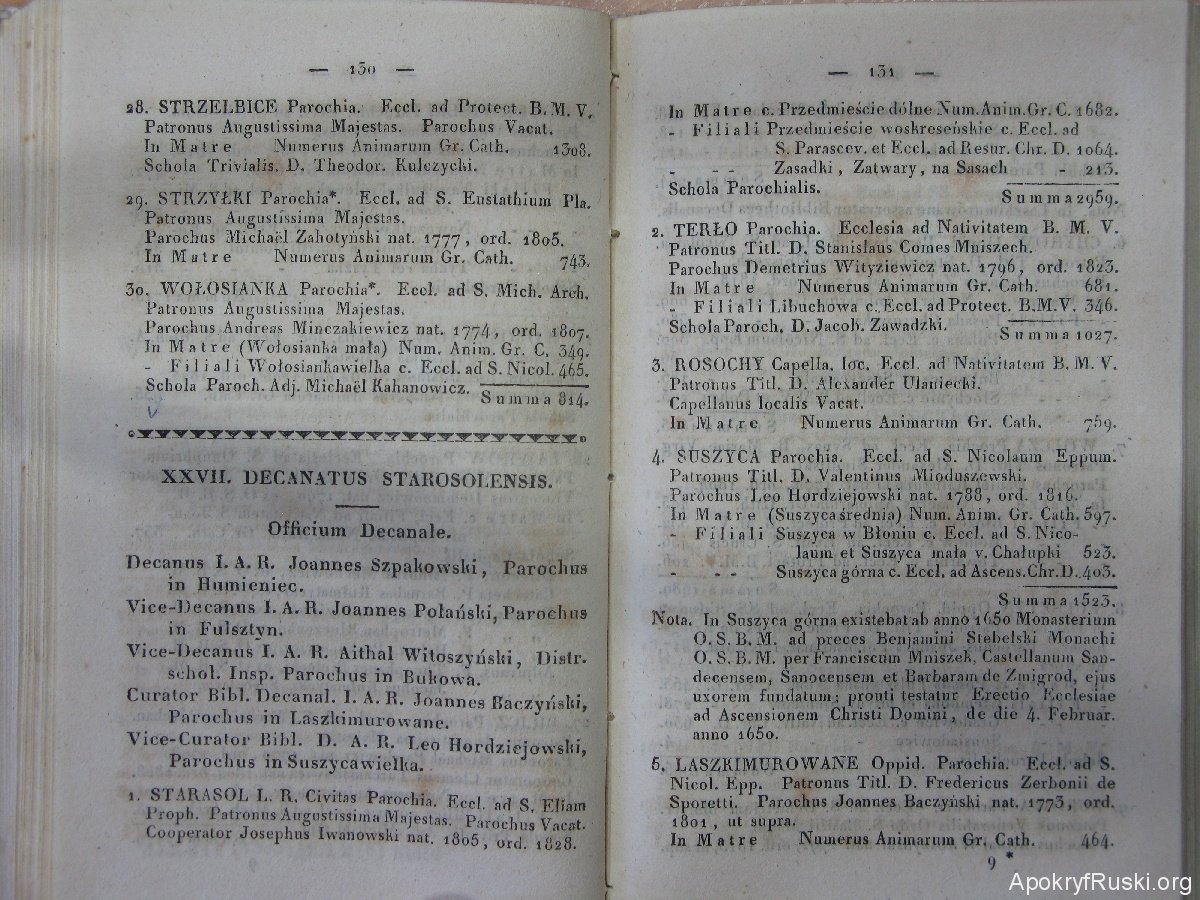 — 130 —
28. STRZELBICE Parochia. Eccl. ad Protect. B. M. V.
Patronus Augustissima Majestas. Parochus Vacat.
In Matre Numerus Animarum Gr. Cath. 1308.
Schola Trivialis. D. Theodor. Kulczycki.
29. STRZYŁKI Parochia*. Eccl. ad S. Eustathium Pla.
Patronus Augustissima Majestas.
Parochus Michaël Zahotyński nat. 1777, ord. 1805.
In Matre Numerus Animarum Gr. Cath. 743.
30. WOŁOSIANKA Parochia*. Eccl. ad S. Mich. Arch.
Patronus Augustissima Majestas.
Parochus Andreas Minczakiewicz nat. 1774, ord. 1807.
In Matre (Wołosianka mała) Num. Anim. Gr. C. 349.
- Filiali Wołosiankawielka c. Eccl. ad S. Nicol. 465.
Schola Paroch. Adj. Michaël Kahanowicz.
Summa 814.
XXVII. DECANATUS STAROSOLENSIS.
Officium Decanale.
Decanus I. A. R. Joannes Szpakowski, Parochus
in Humieniec.
Vice-Decanus I. A. R. Joannes Polański, Parochus
in Fulsztyn.
Vice-Decanus I. A. R. Aithal Witoszyński, Distr.
schol. Insp. Parochus in Bukowa.
Curator Bibl. Decanal. I. A. R. Joannes Baczyński,
Parochus in Laszkimurowane.
Vice-Curator Bibl. D. A. R. Leo Hordziejowski,
Parochus in Suszycawielka.
1. STARASOL L. R. Civitas Parochia. Eccl. ad S. Eliam
Proph. Patronus Augustissima Majestas. Parochus Vacat.
Cooperator Josephus Iwanowski nat. 1805, ord. 1828.
— 131 —
In Matre c. Przedmieście dólne Num. Anim. Gr. C. 1682.
- Filiali Przedmieście woskreseńskie c. Eccl. ad
S. Parascev. et Eccl. ad Resur. Chr. D. 1064.
- - - Zasadki, Zatwary, na Sasach - 213.
Schola Parochialis.
Summa 2959.
2. TERŁO Parochia. Ecclesia ad Nativitatem B. M. V.
Patronus Titl. D. Stanislaus Comes Mniszech.
Parochus Demetrius Wityziewicz nat. 1796, ord. 1823.
In Matre Numerus Animarum Gr. Cath. 681.
- Filiali Libuchowa c. Eccl. ad Protect. B. M. V. 346.
Schola Paroch. D. Jacob. Zawadzki.
Summa 1027.
3. ROSOCHY Capella. loc. Eccl. ad Nativitatem B. M. V.
Patronus Titl. D. Alexander Ulaniecki.
Capellanus localis Vacat.
In Matre Numerus Animarum Gr. Cath. 759.
4. SUSZYCA Parochia. Eccl. ad S. Nicolaum Eppum.
Patronus Titl. D. Valentinus Mioduszewski.
Parochus Leo Hordziejowski nat. 1788, ord. 1816.
In Matre (Suszyca średnia) Num. Anim. Gr. Cath. 597.
- Filiali Suszyca w Błoniu c. Eccl. ad S. Nico-
laum et Suszyca mała v. Chałupki 523.
- - - Suszyca górna c. Eccl. ad Ascens. Chr. D. 403.
Summa 1523.
Nota. In Suszyca górna existebat ab anno 1650 Monasterium
O. S. B. M. ad preces Benjamini Stebelski Monachi
O. S. B. M. per Franciscum Mniszek, Castellanum San-
decensem, Sanocensem et Barbaram de Zmigrod, ejus
uxorem fundatum; prouti testatur Erectio Ecclesiae
ad Ascensionem Christi Domini, de die 4. Februar.
anno 1650.
5. LASZKIMUROWANE Oppid. Parochia. Eccl. ad S.
Nicol. Epp. Patronus Titl. D. Fredericus Zerbonii de
Sporetti. Parochus Joannes Baczyński nat. 1773, ord.
1801, ut supra.
In Matre Numerus Animarum Gr. Cath. 464.
9 *
ApokryfRuski.org